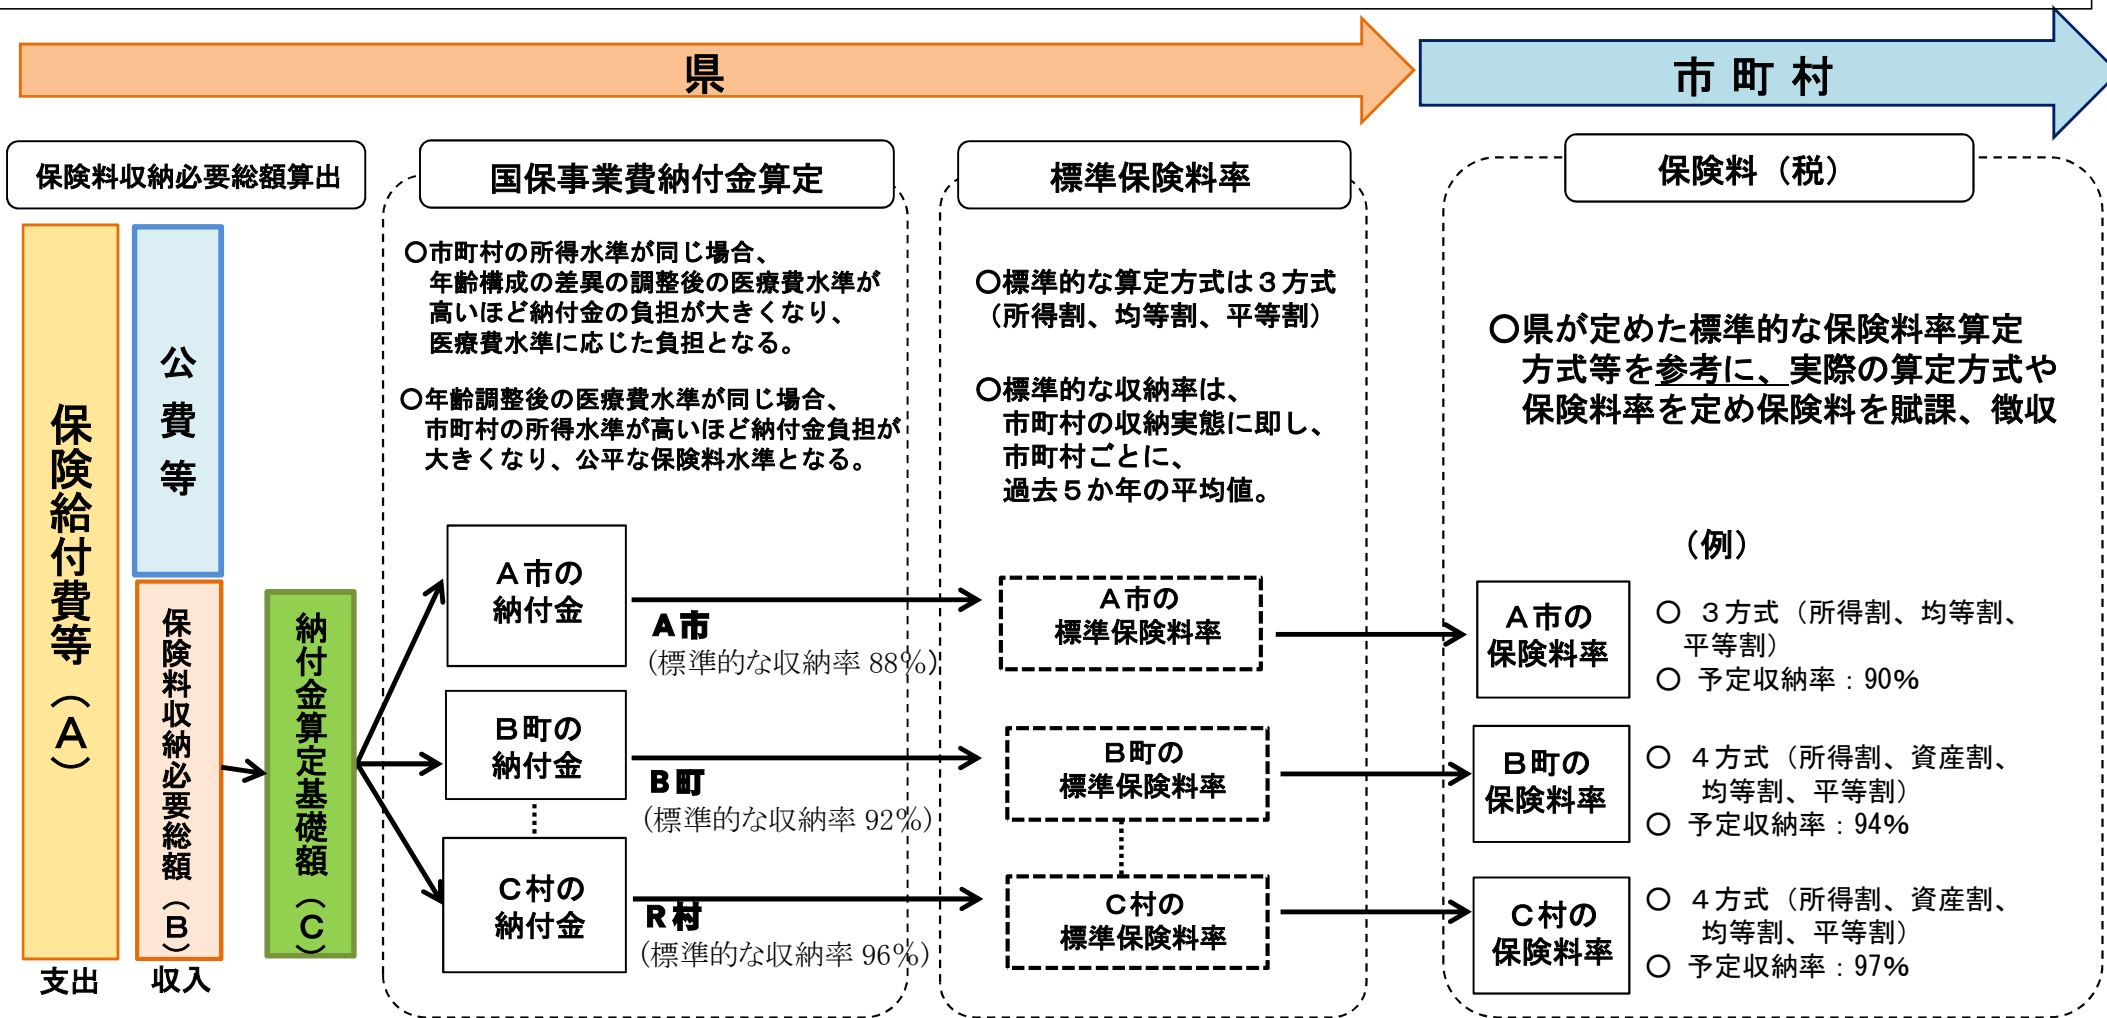 県
市町村
保険料収納必要総額算出
保険給付費等（Ａ）
支出
公費等
保険料収納必要総額（Ｂ）
収入
納付金算定基礎額（Ｃ）
国保事業費納付金算定
○市町村の所得水準が同じ場合、
年齢構成の差異の調整後の医療費水準が
高いほど納付金の負担が大きくなり、
医療費水準に応じた負担となる。
○年齢調整後の医療費水準が同じ場合、
市町村の所得水準が高いほど納付金負担が
大きくなり、公平な保険料水準となる。
Ａ市の
納付金
Ａ市
(標準的な収納率 88%)
Ｂ町の
納付金
Ｂ町
(標準的な収納率 92%)
Ｃ村の
納付金
Ｒ村
(標準的な収納率 96%)
標準保険料率
○標準的な算定方式は３方式
（所得割、均等割、平等割）
○標準的な収納率は、
市町村の収納実態に即し、
市町村ごとに、
過去５か年の平均値。
Ａ市の
標準保険料率
Ｂ町の
標準保険料率
Ｃ村の
標準保険料率
保険料（税）
○県が定めた標準的な保険料率算定
方式等を参考に、実際の算定方式や
保険料率を定め保険料を賦課、徴収
（例）
Ａ市の
保険料率
○ ３方式（所得割、均等割、
平等割）
○ 予定収納率：90%
Ｂ町の
保険料率
○ ４方式（所得割、資産割、
均等割、平等割）
○ 予定収納率：94%
Ｃ村の
保険料率
○ ４方式（所得割、資産割、
均等割、平等割）
○ 予定収納率：97%